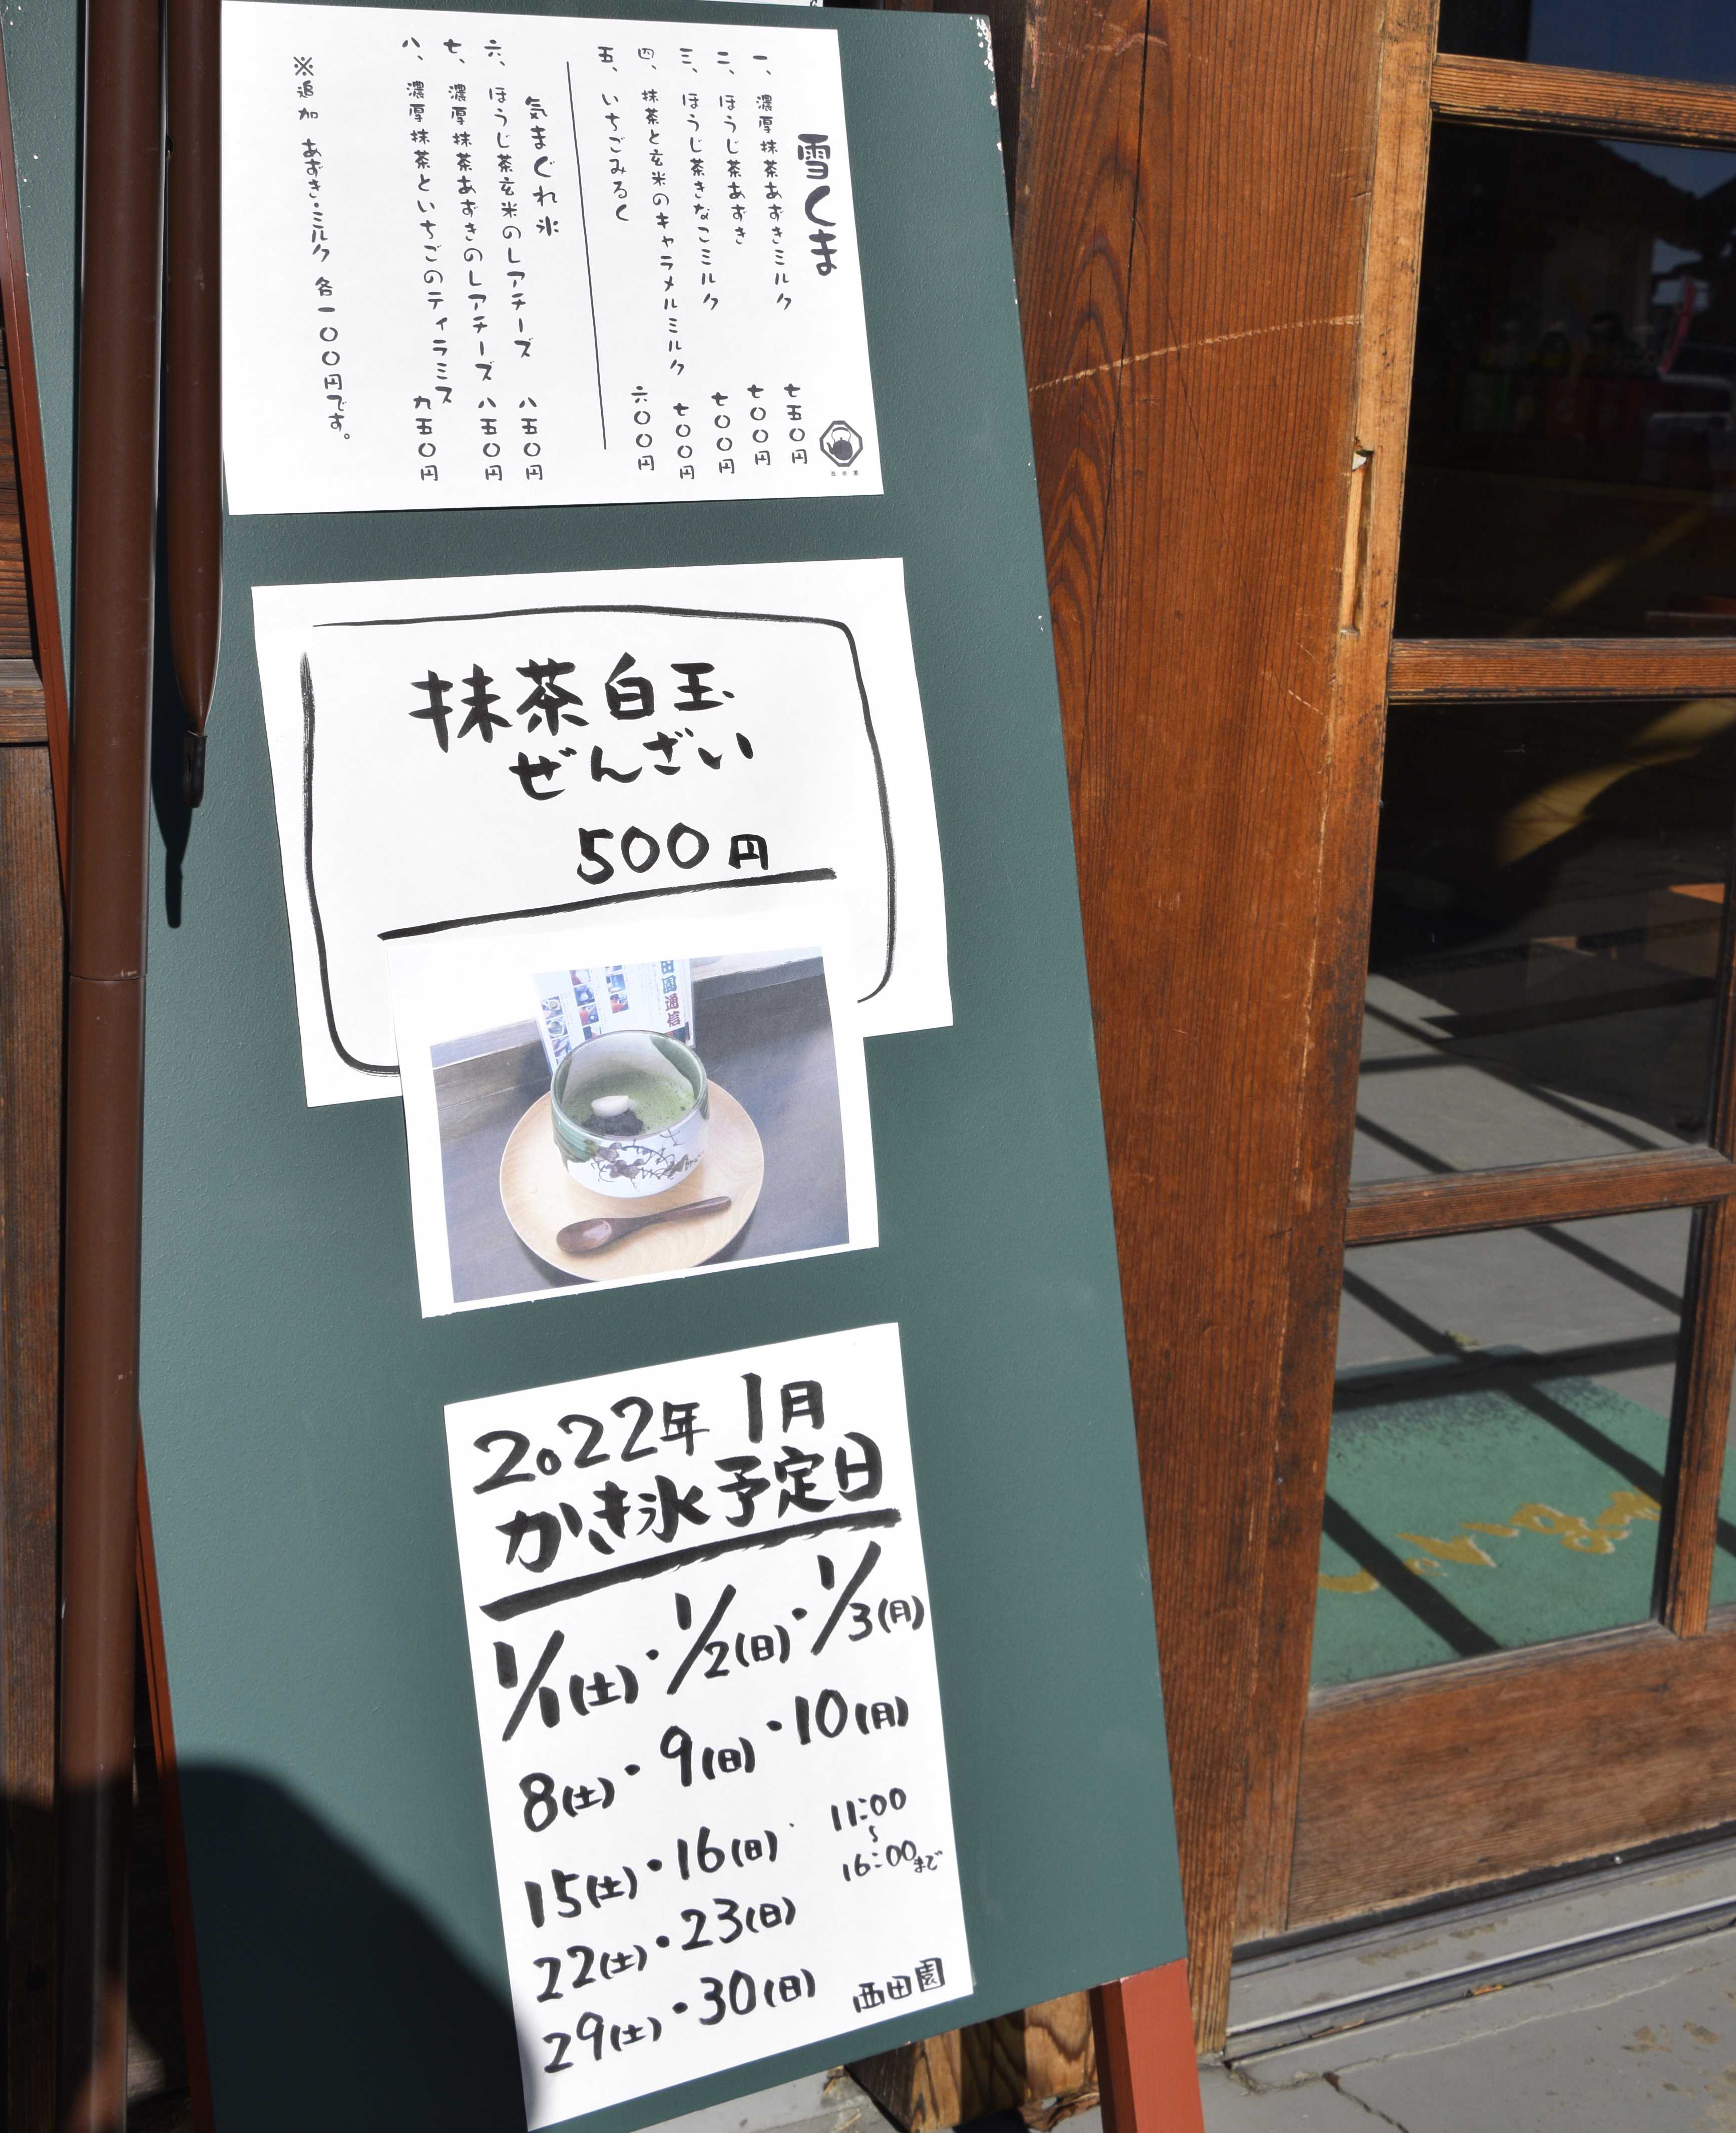 雪くま
一、濃厚抹茶あずきミルク 七五〇円
二、ほうじ茶あずき 七〇〇円
三、ほうじ茶きなこミルク 七〇〇円
四、抹茶と玄米のキャラメルミルク 七〇〇円
五、いちごみるく 六〇〇円
気まぐれ氷
六、ほうじ茶玄米のレアチーズ 八五〇円
七、濃厚抹茶あずきのレアチーズ 八五〇円
八、濃厚抹茶といちごのティラミス 九五〇円
※追加 あずき・ミルク 各一〇〇円です。
西田園
抹茶白玉
ぜんざい
500円
田園通信
2022年 1月
かき氷予定日
1/1(土)・1/2(日)・1/3(月)
8(土)・9(日)・10(月)
15(土)・16(日)
11:00
〜
16:00まで
22(土)・23(日)
29(土)・30(日)
西田園